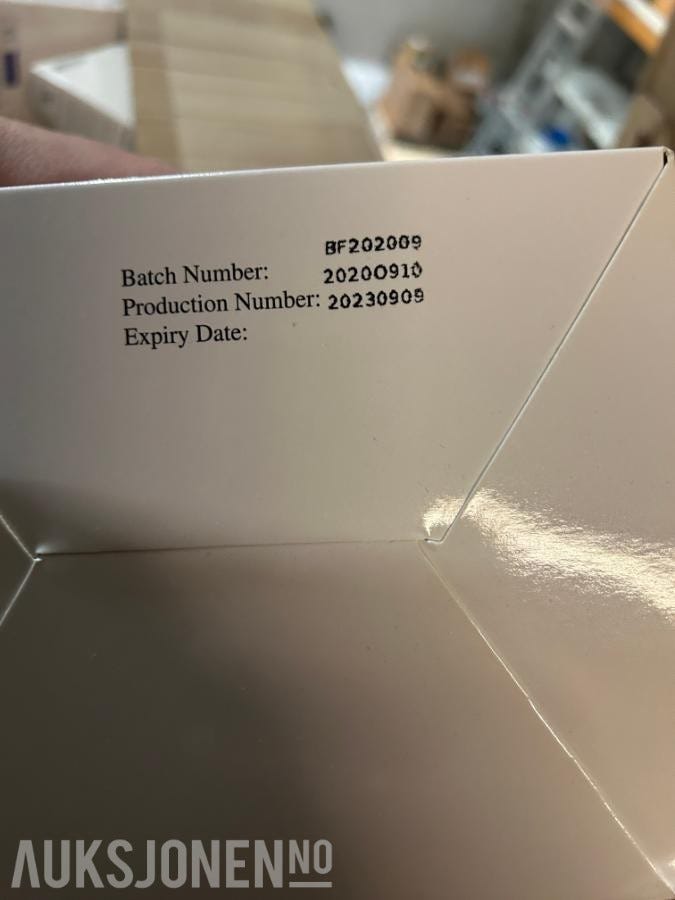 BF202009
Batch Number: 20200910
Production Number: 20230909
Expiry Date:
AUKSJONEN.NO